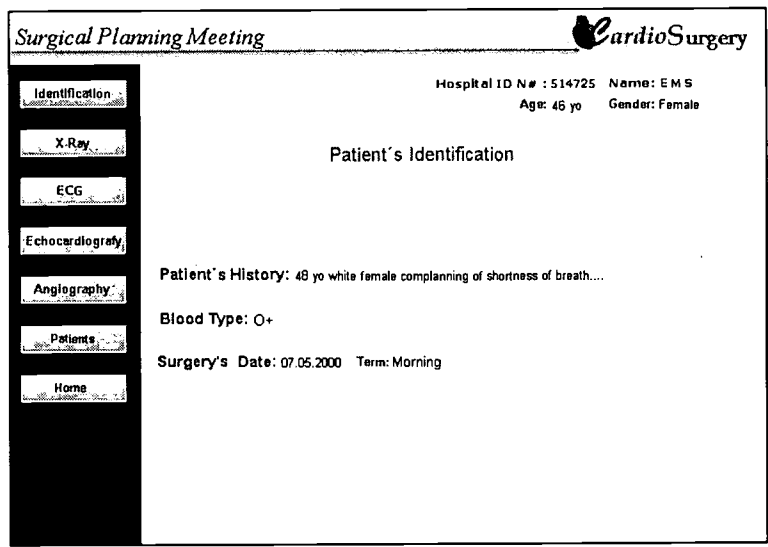 Surgical Planning Meeting
CardioSurgery
Hospital ID N# : 514725 Name: EMS
Age: 46 yo Gender: Female
Identification
X-Ray
ECG
Echocardiografy
Angiography
Patients
Home
Patient´s Identification
Patient´s History: 48 yo white female complanning of shortness of breath....
Blood Type: O+
Surgery's Date: 07.05.2000 Term: Morning